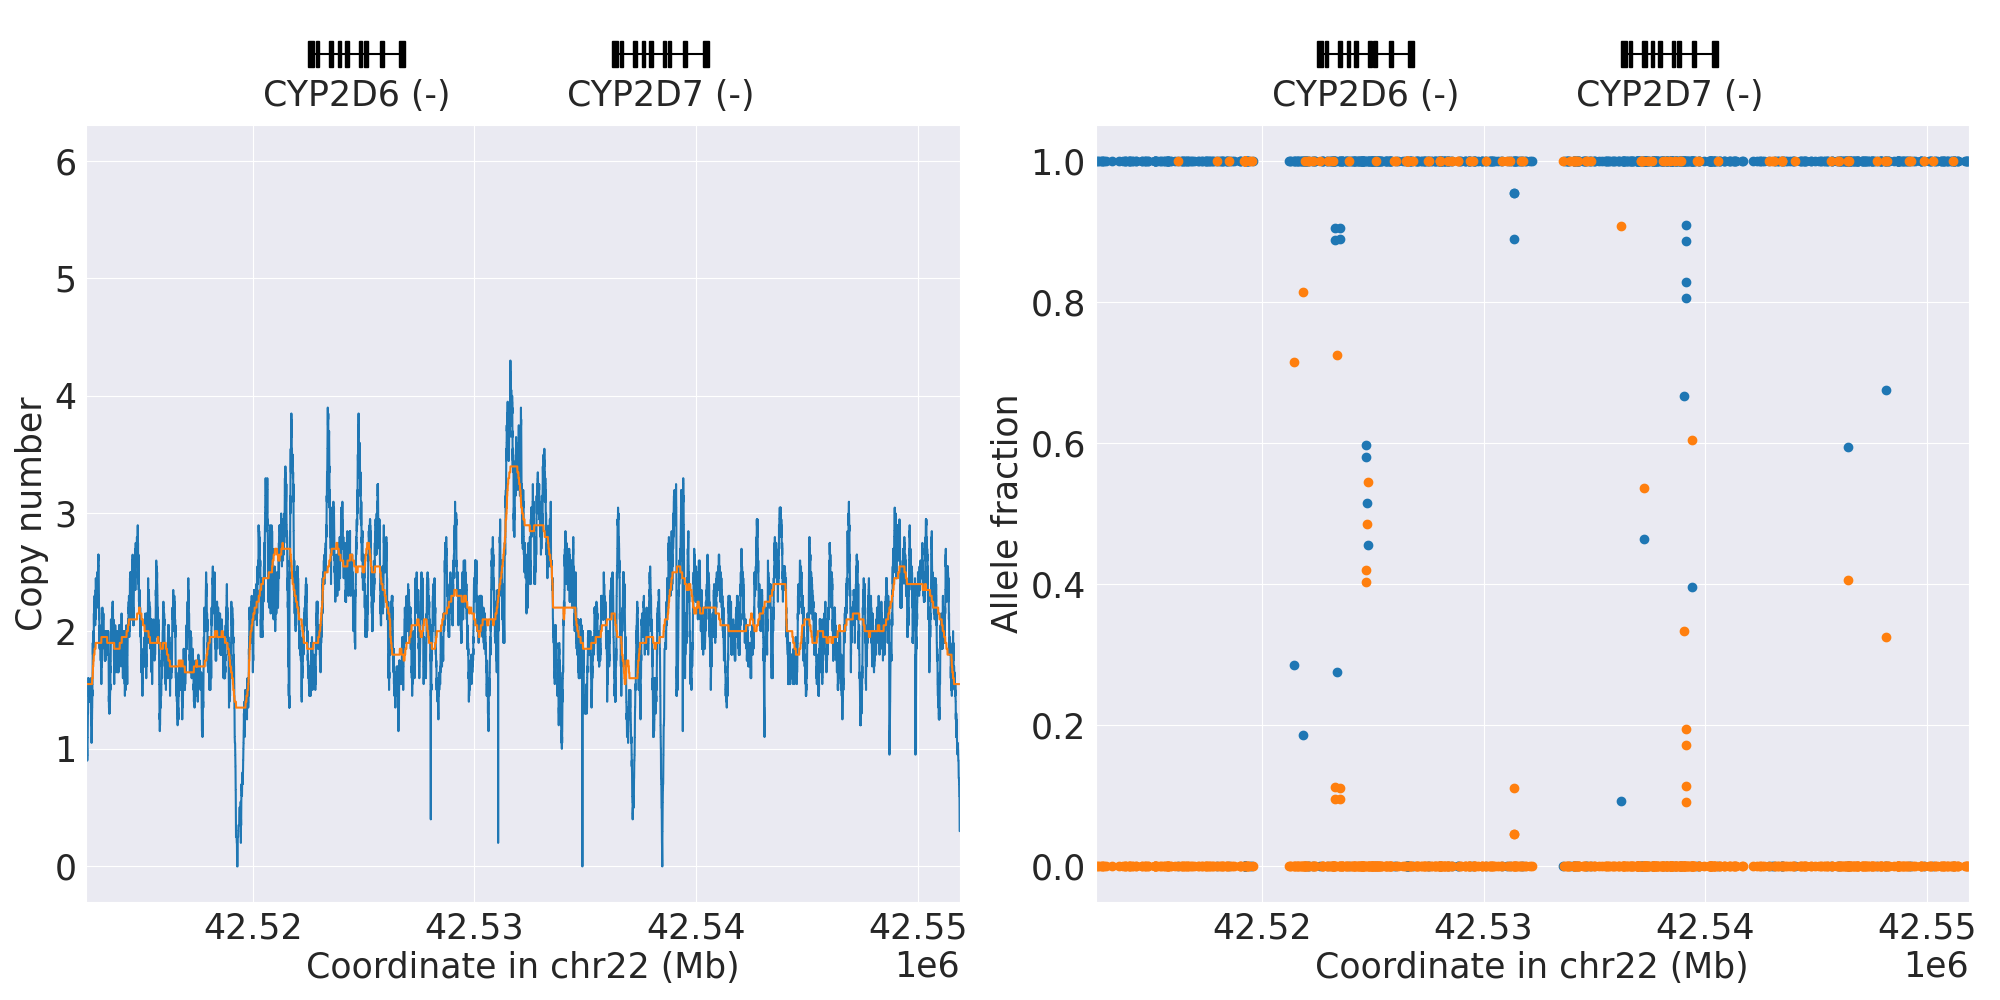 CYP2D6 (-) CYP2D7 (-)
6
5
4
3
2
1
0
Copy number
42.52 42.53 42.54 42.55
Coordinate in chr22 (Mb) 1e6
CYP2D6 (-) CYP2D7 (-)
1.0
0.8
0.6
0.4
0.2
0.0
Allele fraction
42.52 42.53 42.54 42.55
Coordinate in chr22 (Mb) 1e6